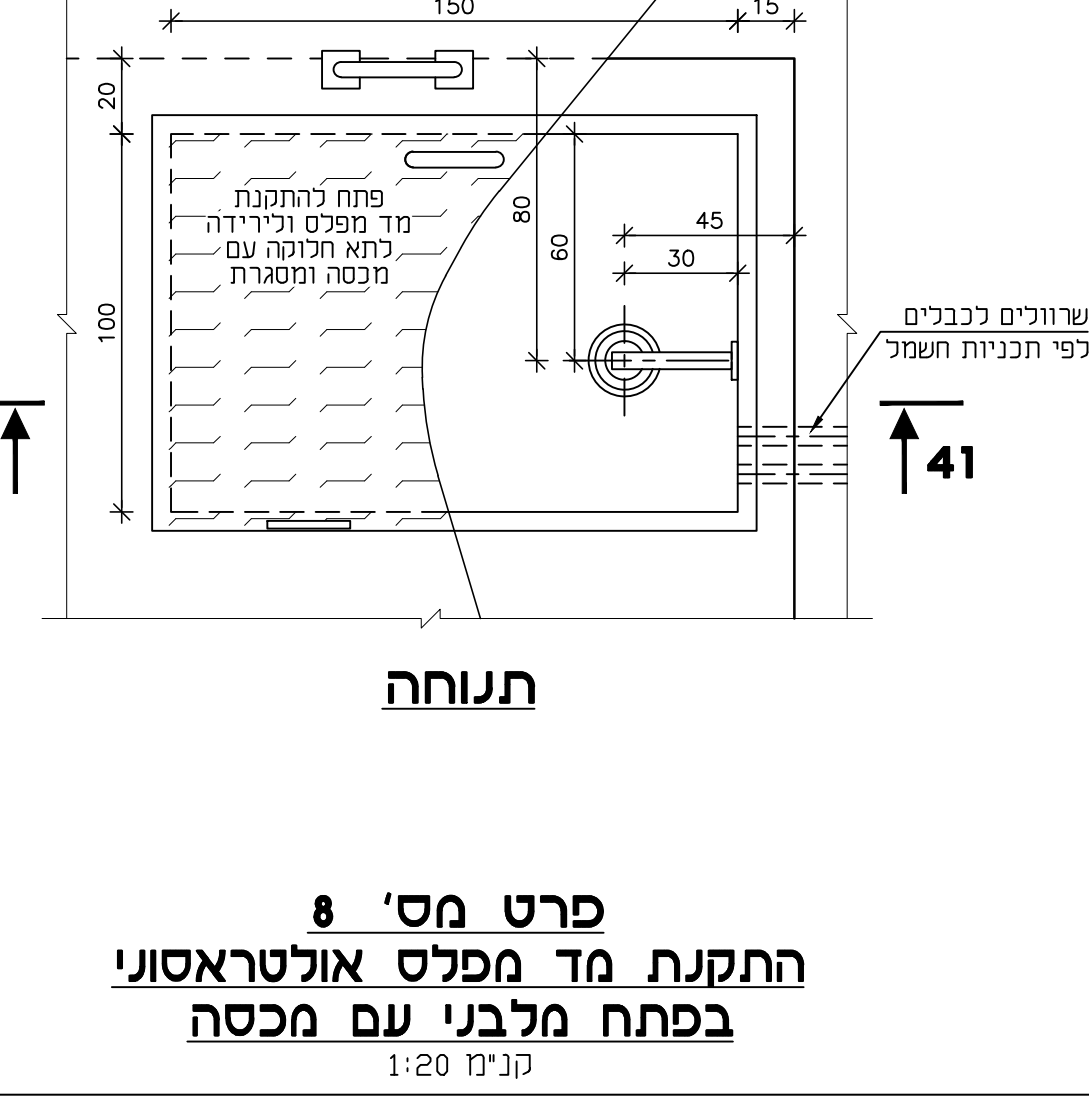 150
15
20
100
80
60
45
30
פתח להתקנת
מד מפלס ולירידה
לתא חלוקה עם
מכסה ומסגרת
שרוולים לכבלים
לפי תכניות חשמל
41
תנוחה
פרט מס' 8
התקנת מד מפלס אולטראסוני
בפתח מלבני עם מכסה
קנ"מ 1:20